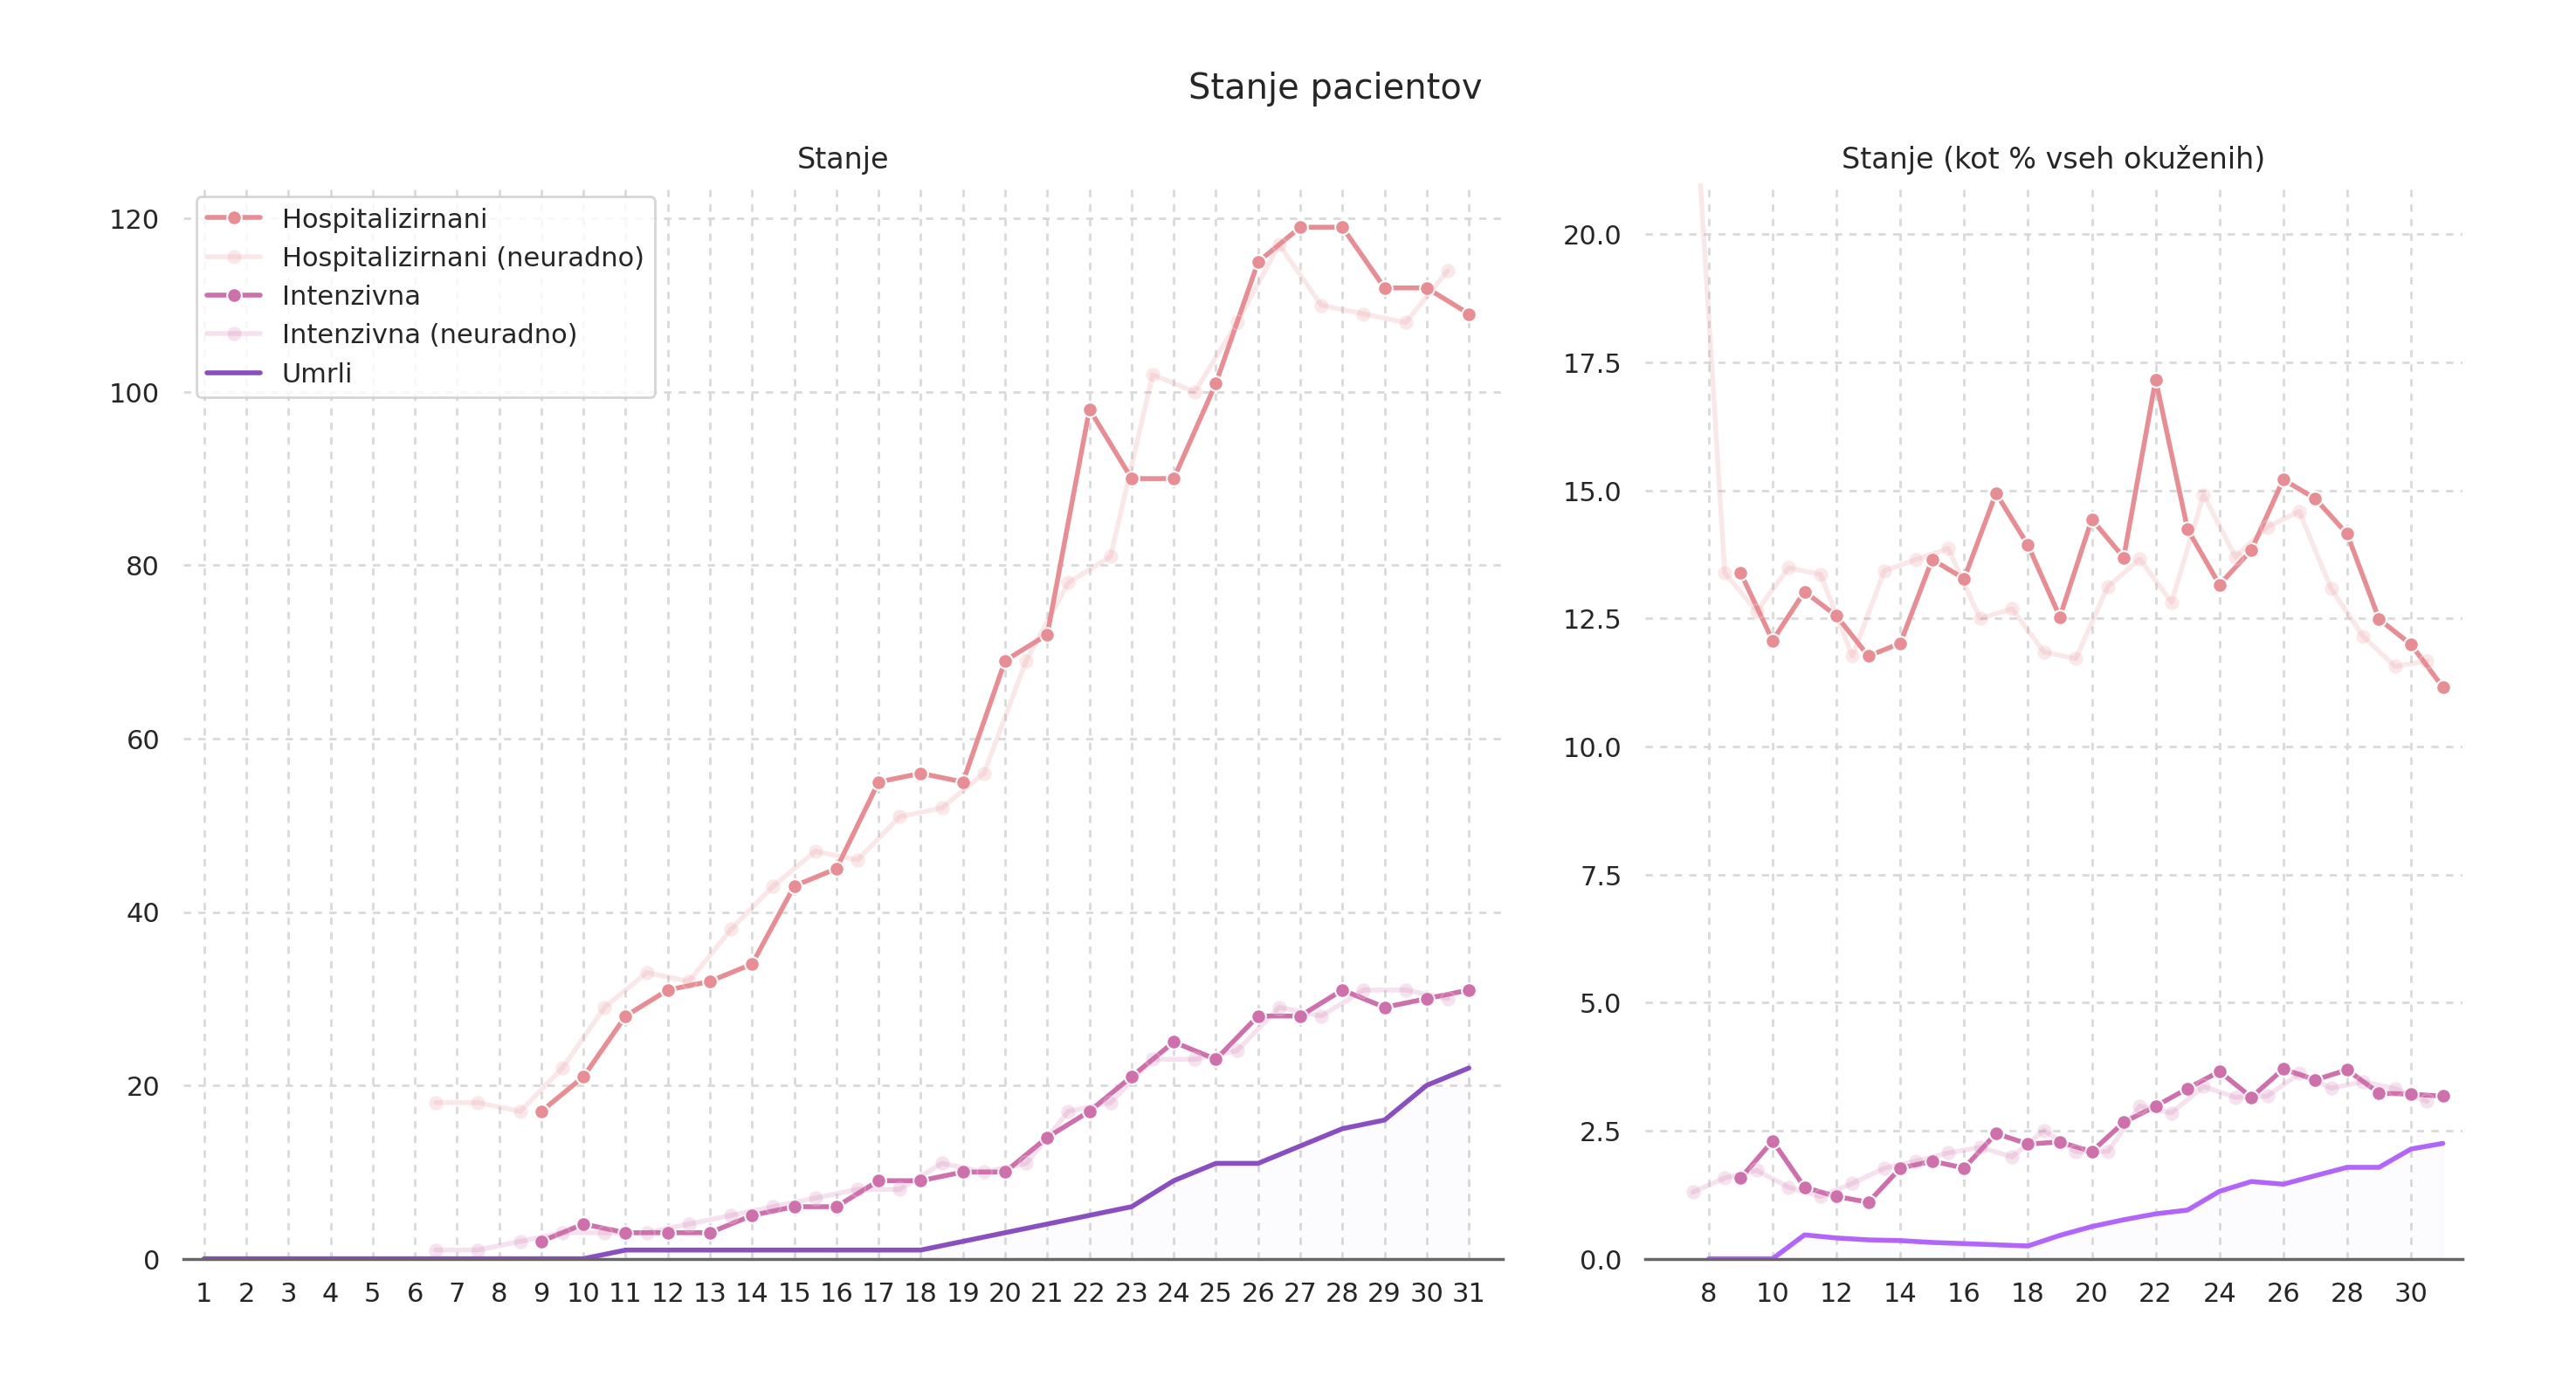 Stanje pacientov
Stanje
120
100
80
60
40
20
0
Hospitalizirnani
Hospitalizirnani (neuradno)
Intenzivna
Intenzivna (neuradno)
Umrli
1 2 3 4 5 6 7 8 9 10 11 12 13 14 15 16 17 18 19 20 21 22 23 24 25 26 27 28 29 30 31
Stanje (kot % vseh okuženih)
20.0
17.5
15.0
12.5
10.0
7.5
5.0
2.5
0.0
8 10 12 14 16 18 20 22 24 26 28 30